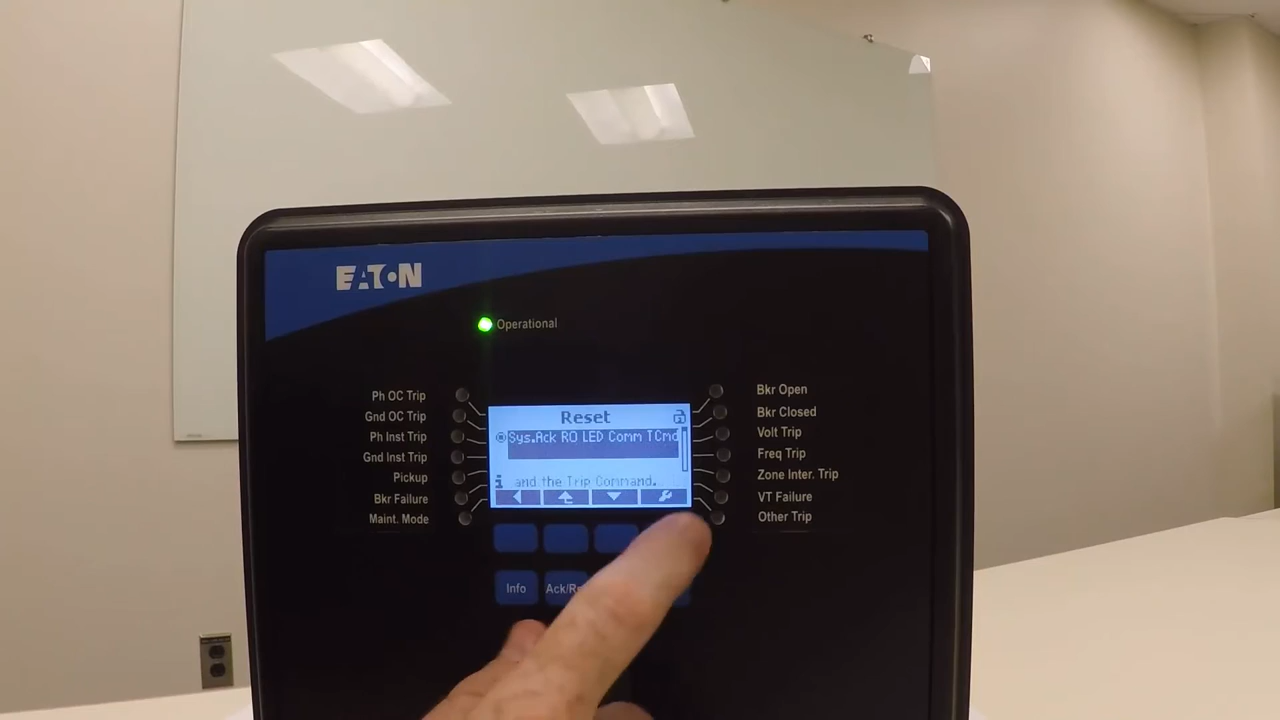 EATON
Operational
Ph OC Trip
Gnd OC Trip
Ph Inst Trip
Gnd Inst Trip
Pickup
Bkr Failure
Maint. Mode
Reset
Sys.Ack RO LED Comm TCmd
and the Trip Command.
Bkr Open
Bkr Closed
Volt Trip
Freq Trip
Zone Inter. Trip
VT Failure
Other Trip
Info